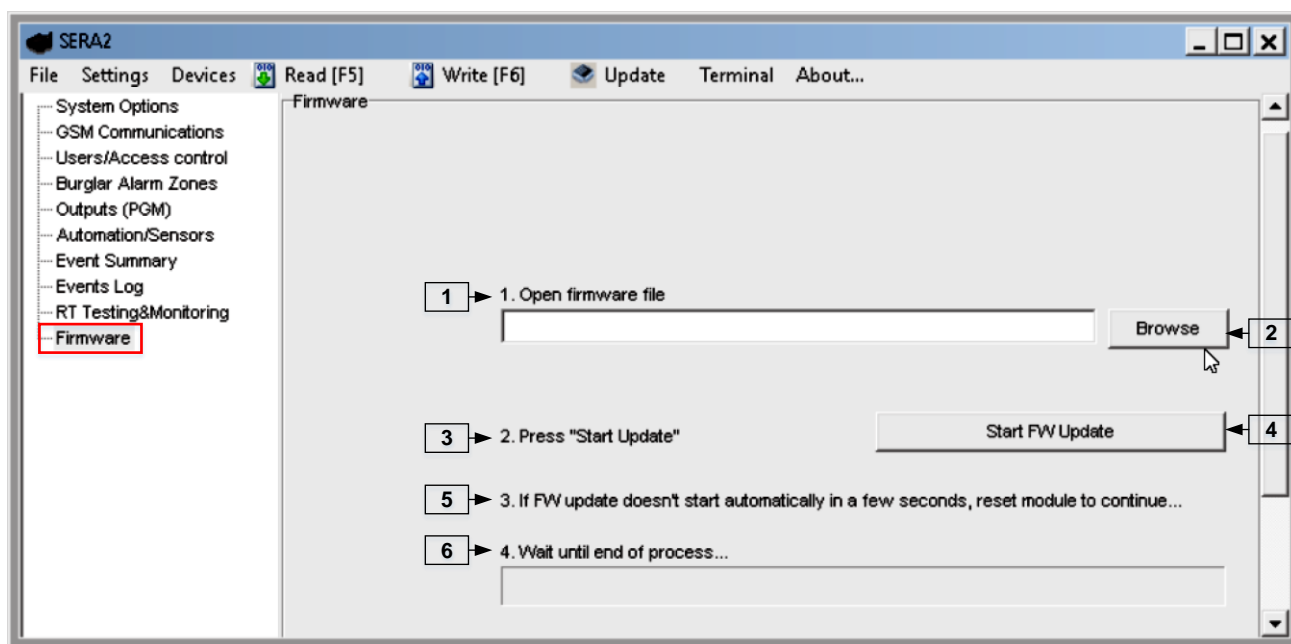 SERA2
File Settings Devices Read [F5] Write [F6] Update Terminal About...
System Options
GSM Communications
Users/Access control
Burglar Alarm Zones
Outputs (PGM)
Automation/Sensors
Event Summary
Events Log
RT Testing&Monitoring
Firmware
Firmware
1 1. Open firmware file
Browse 2
3 2. Press "Start Update" Start FW Update 4
5 3. If FW update doesn't start automatically in a few seconds, reset module to continue...
6 4. Wait until end of process...